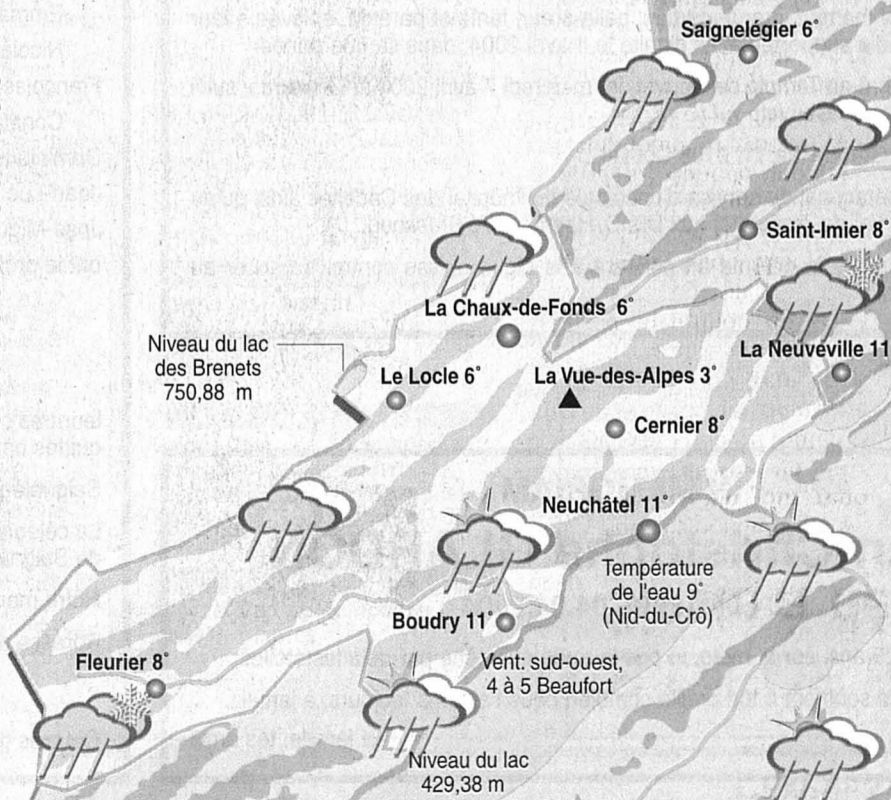 Saignelégier 6°
Saint-Imier 8°
La Chaux-de-Fonds 6°
La Neuveville 11
Niveau du lac
des Brenets
750,88 m
Le Locle 6°
La Vue-des-Alpes 3°
Cernier 8°
Neuchâtel 11°
Température
de l'eau 9°
(Nid-du-Crô)
Boudry 11°
Vent: sud-ouest,
4 à 5 Beaufort
Fleurier 8°
Niveau du lac
429,38 m